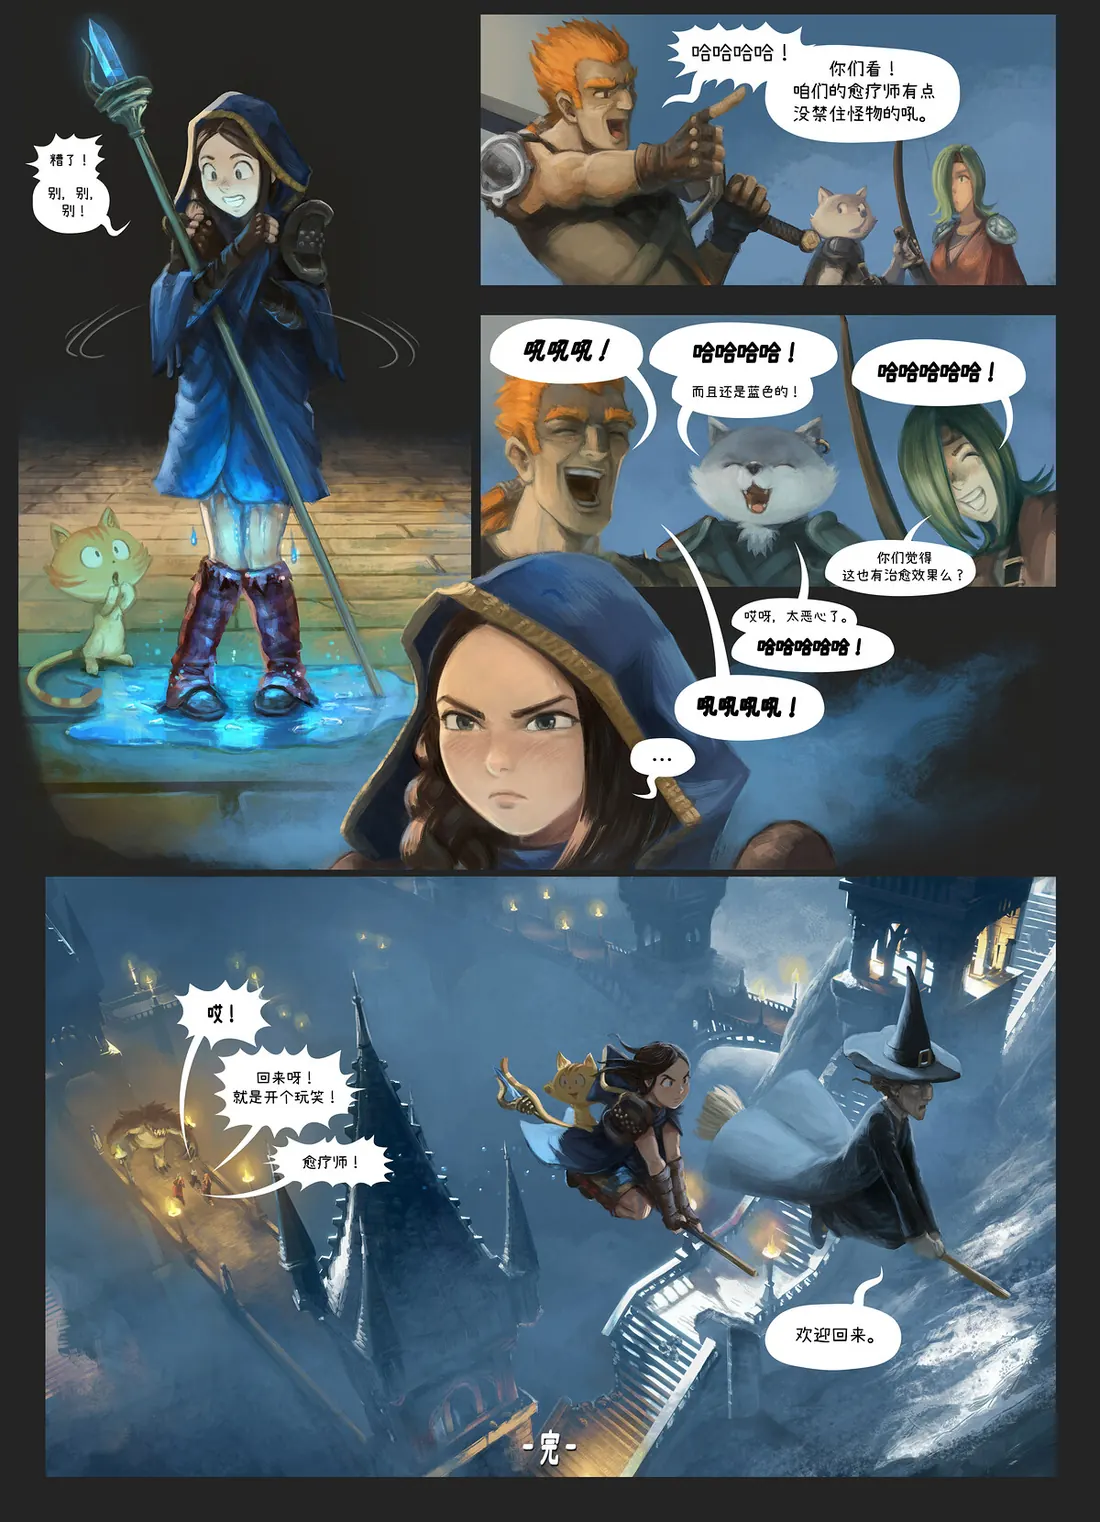 糟了！
别，别，
别！
哈哈哈哈！
你们看！
咱们的愈疗师有点
没禁住怪物的吼。
吼吼吼！
哈哈哈哈！
而且还是蓝色的！
哈哈哈哈哈！
你们觉得
这也有治愈效果么？
哎呀，太恶心了。
哈哈哈哈哈！
吼吼吼吼！
...
哎！
回来呀！
就是开个玩笑！
愈疗师！
欢迎回来。
-完-